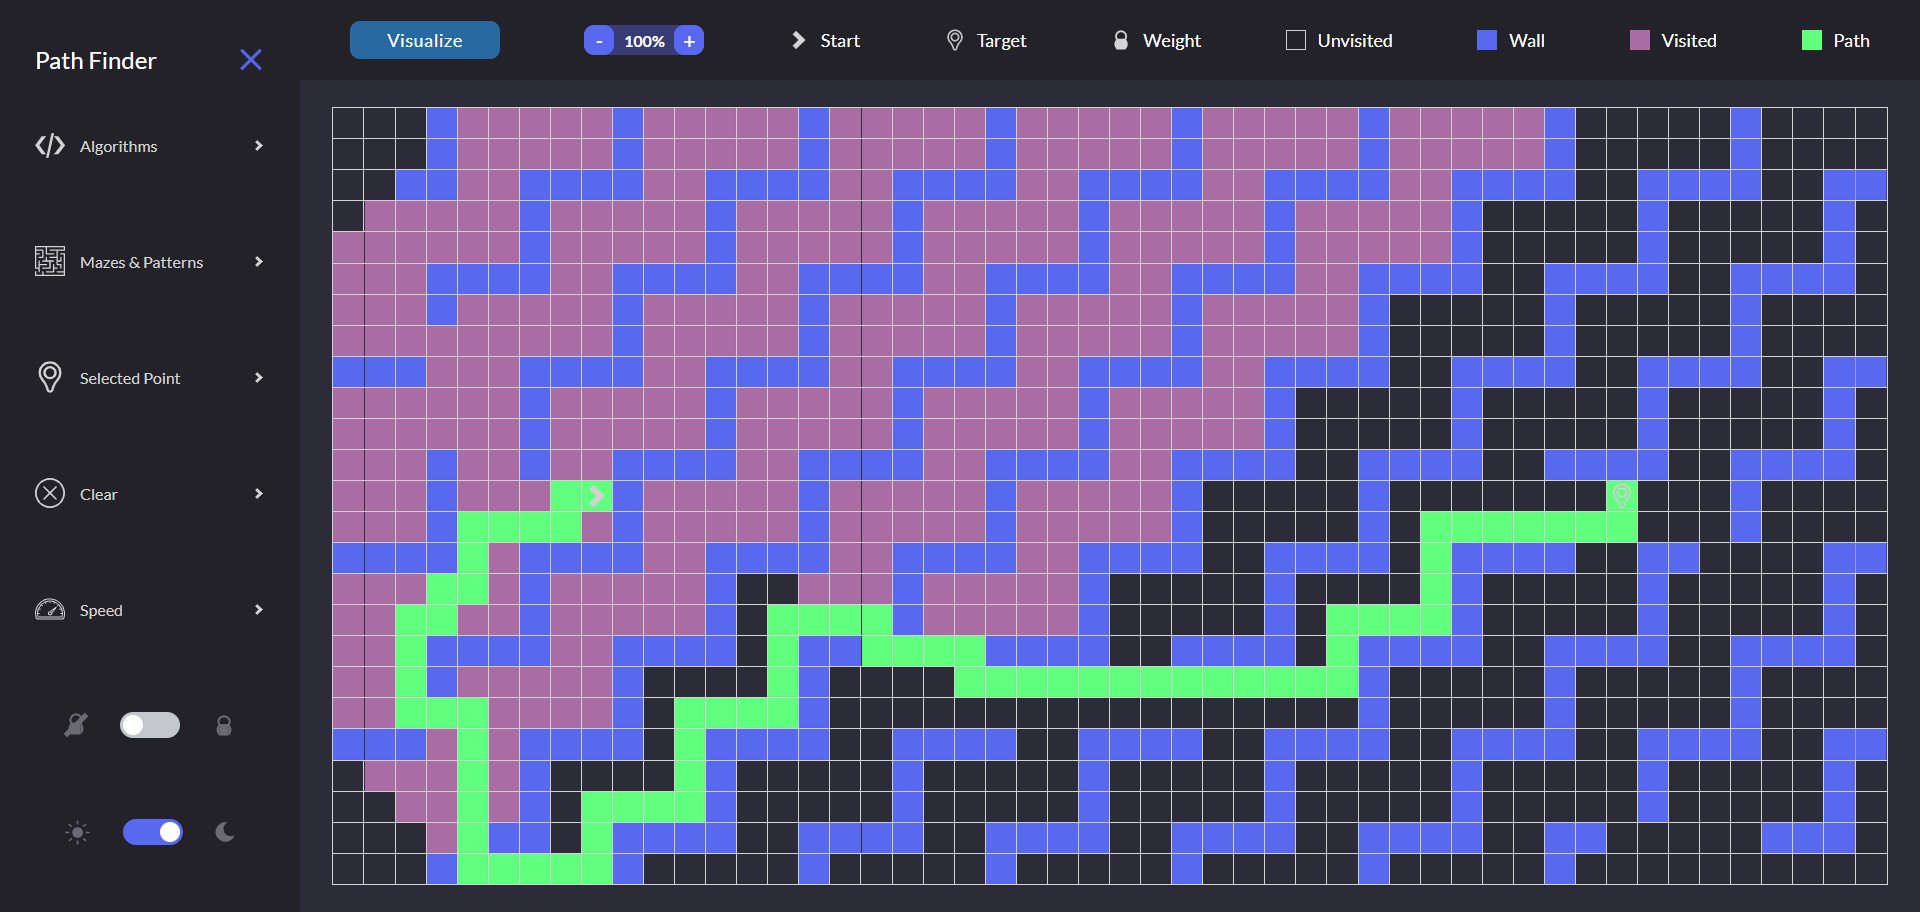 Path Finder
Visualize
- 100% +
Start
Target
Weight
Unvisited
Wall
Visited
Path
Algorithms
Mazes & Patterns
Selected Point
Clear
Speed